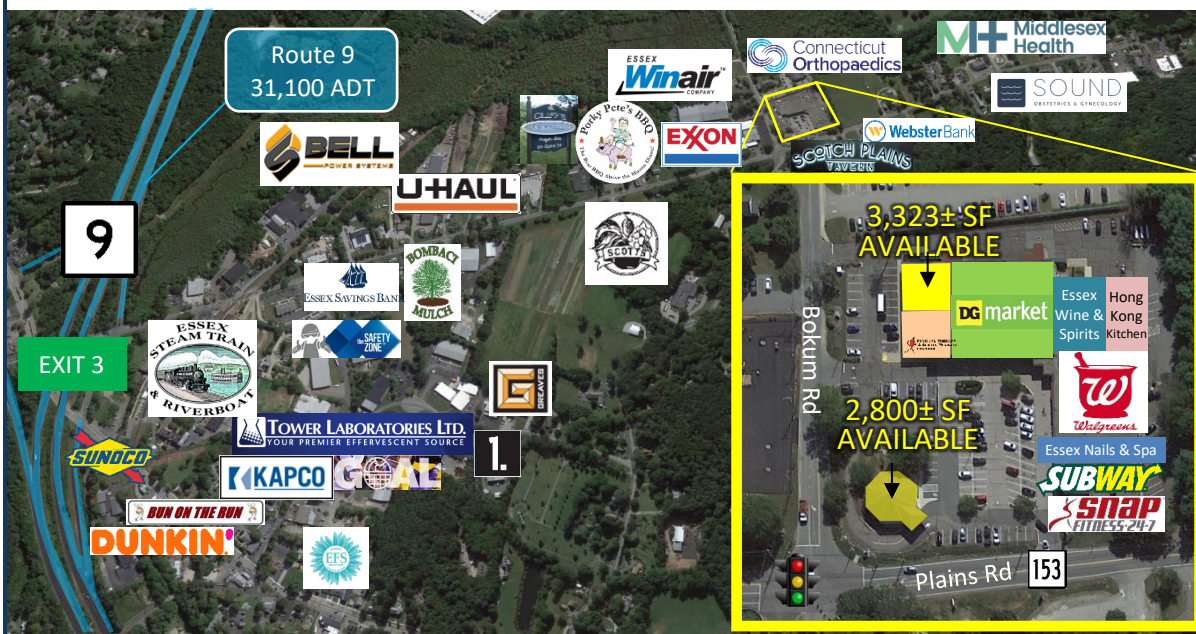 Route 9
31,100 ADT
9
EXIT 3
BELL
POWER SYSTEMS
U-HAUL
Porky Pete's BBQ
ESSEX
Winair™
COMPANY
EXXON
Connecticut
Orthopaedics
Middlesex
Health
SOUND
OBSTETRICS & GYNECOLOGY
WebsterBank
SCOTCH PLAINS
TAVERN
SCOTT'S
ESSEX SAVINGS BANK
BOMBACI
MULCH
the SAFETY
ZONE
ESSEX
STEAM TRAIN
& RIVERBOAT
G
GREAVES
TOWER LABORATORIES LTD.
YOUR PREMIER EFFERVESCENT SOURCE
1.
SUNOCO
KAPCO
GOAL
BUN ON THE RUN
DUNKIN'
EFS
3,323± SF
AVAILABLE
DG market
Essex
Wine &
Spirits
Hong
Kong
Kitchen
W
Walgreens
2,800± SF
AVAILABLE
Essex Nails & Spa
SUBWAY
SNAP
FITNESS-24-7
Bokum Rd
Plains Rd
153